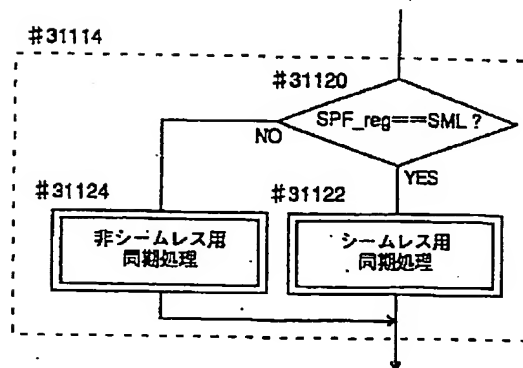 #31114
#31120
SPF_reg==SML ?
NO
YES
#31124
#31122
非シームレス用
同期処理
シームレス用
同期処理